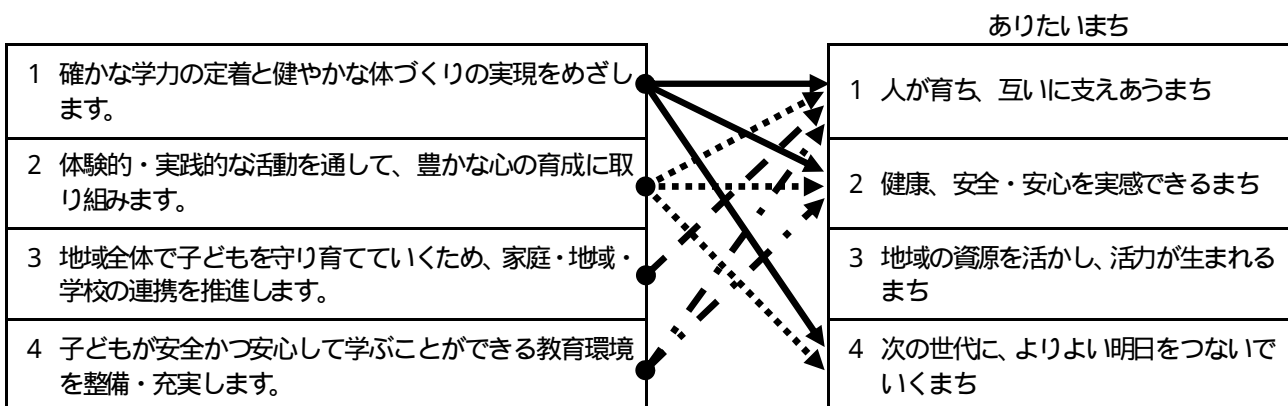 ありたいまち
1 確かな学力の定着と健やかな体づくりの実現をめざし
ます。
2 体験的・実践的な活動を通して、豊かな心の育成に取
り組みます。
3 地域全体で子どもを守り育てていくため、家庭・地域・
学校の連携を推進します。
4 子どもが安全かつ安心して学ぶことができる教育環境
を整備・充実します。
1 人が育ち、互いに支えあうまち
2 健康、安全・安心を実感できるまち
3 地域の資源を活かし、活力が生まれる
まち
4 次の世代に、よりよい明日をつないで
いくまち